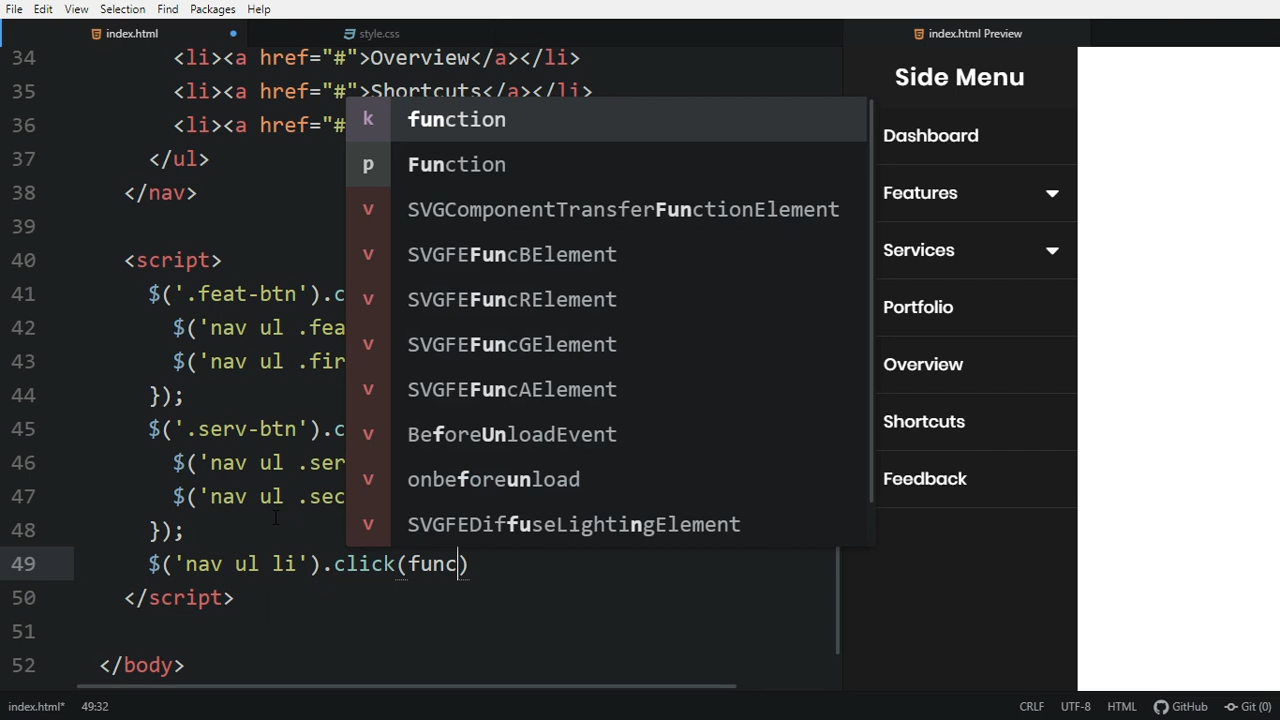 File Edit View Selection Find Packages Help
index.html
style.css
index.html Preview
34 <li><a href="#">Overview</a></li>
35 <li><a href="#">Shortcuts</a></li>
36 <li><a href="#
37 </ul>
38 </nav>
39
40 <script>
41 $('.feat-btn').c
42 $('nav ul .fea
43 $('nav ul .fir
44 });
45 $('.serv-btn').c
46 $('nav ul .ser
47 $('nav ul .sec
48 });
49 $('nav ul li').click(func)
50 </script>
51
52 </body>
k function
p Function
v SVGComponentTransferFunctionElement
v SVGFEFuncBElement
v SVGFEFuncRElement
v SVGFEFuncGElement
v SVGFEFuncAElement
v BeforeUnloadEvent
v onbeforeunload
v SVGFEDiffuseLightingElement
Side Menu
Dashboard
Features
Services
Portfolio
Overview
Shortcuts
Feedback
index.html* 49:32
CRLF UTF-8 HTML GitHub Git (0)